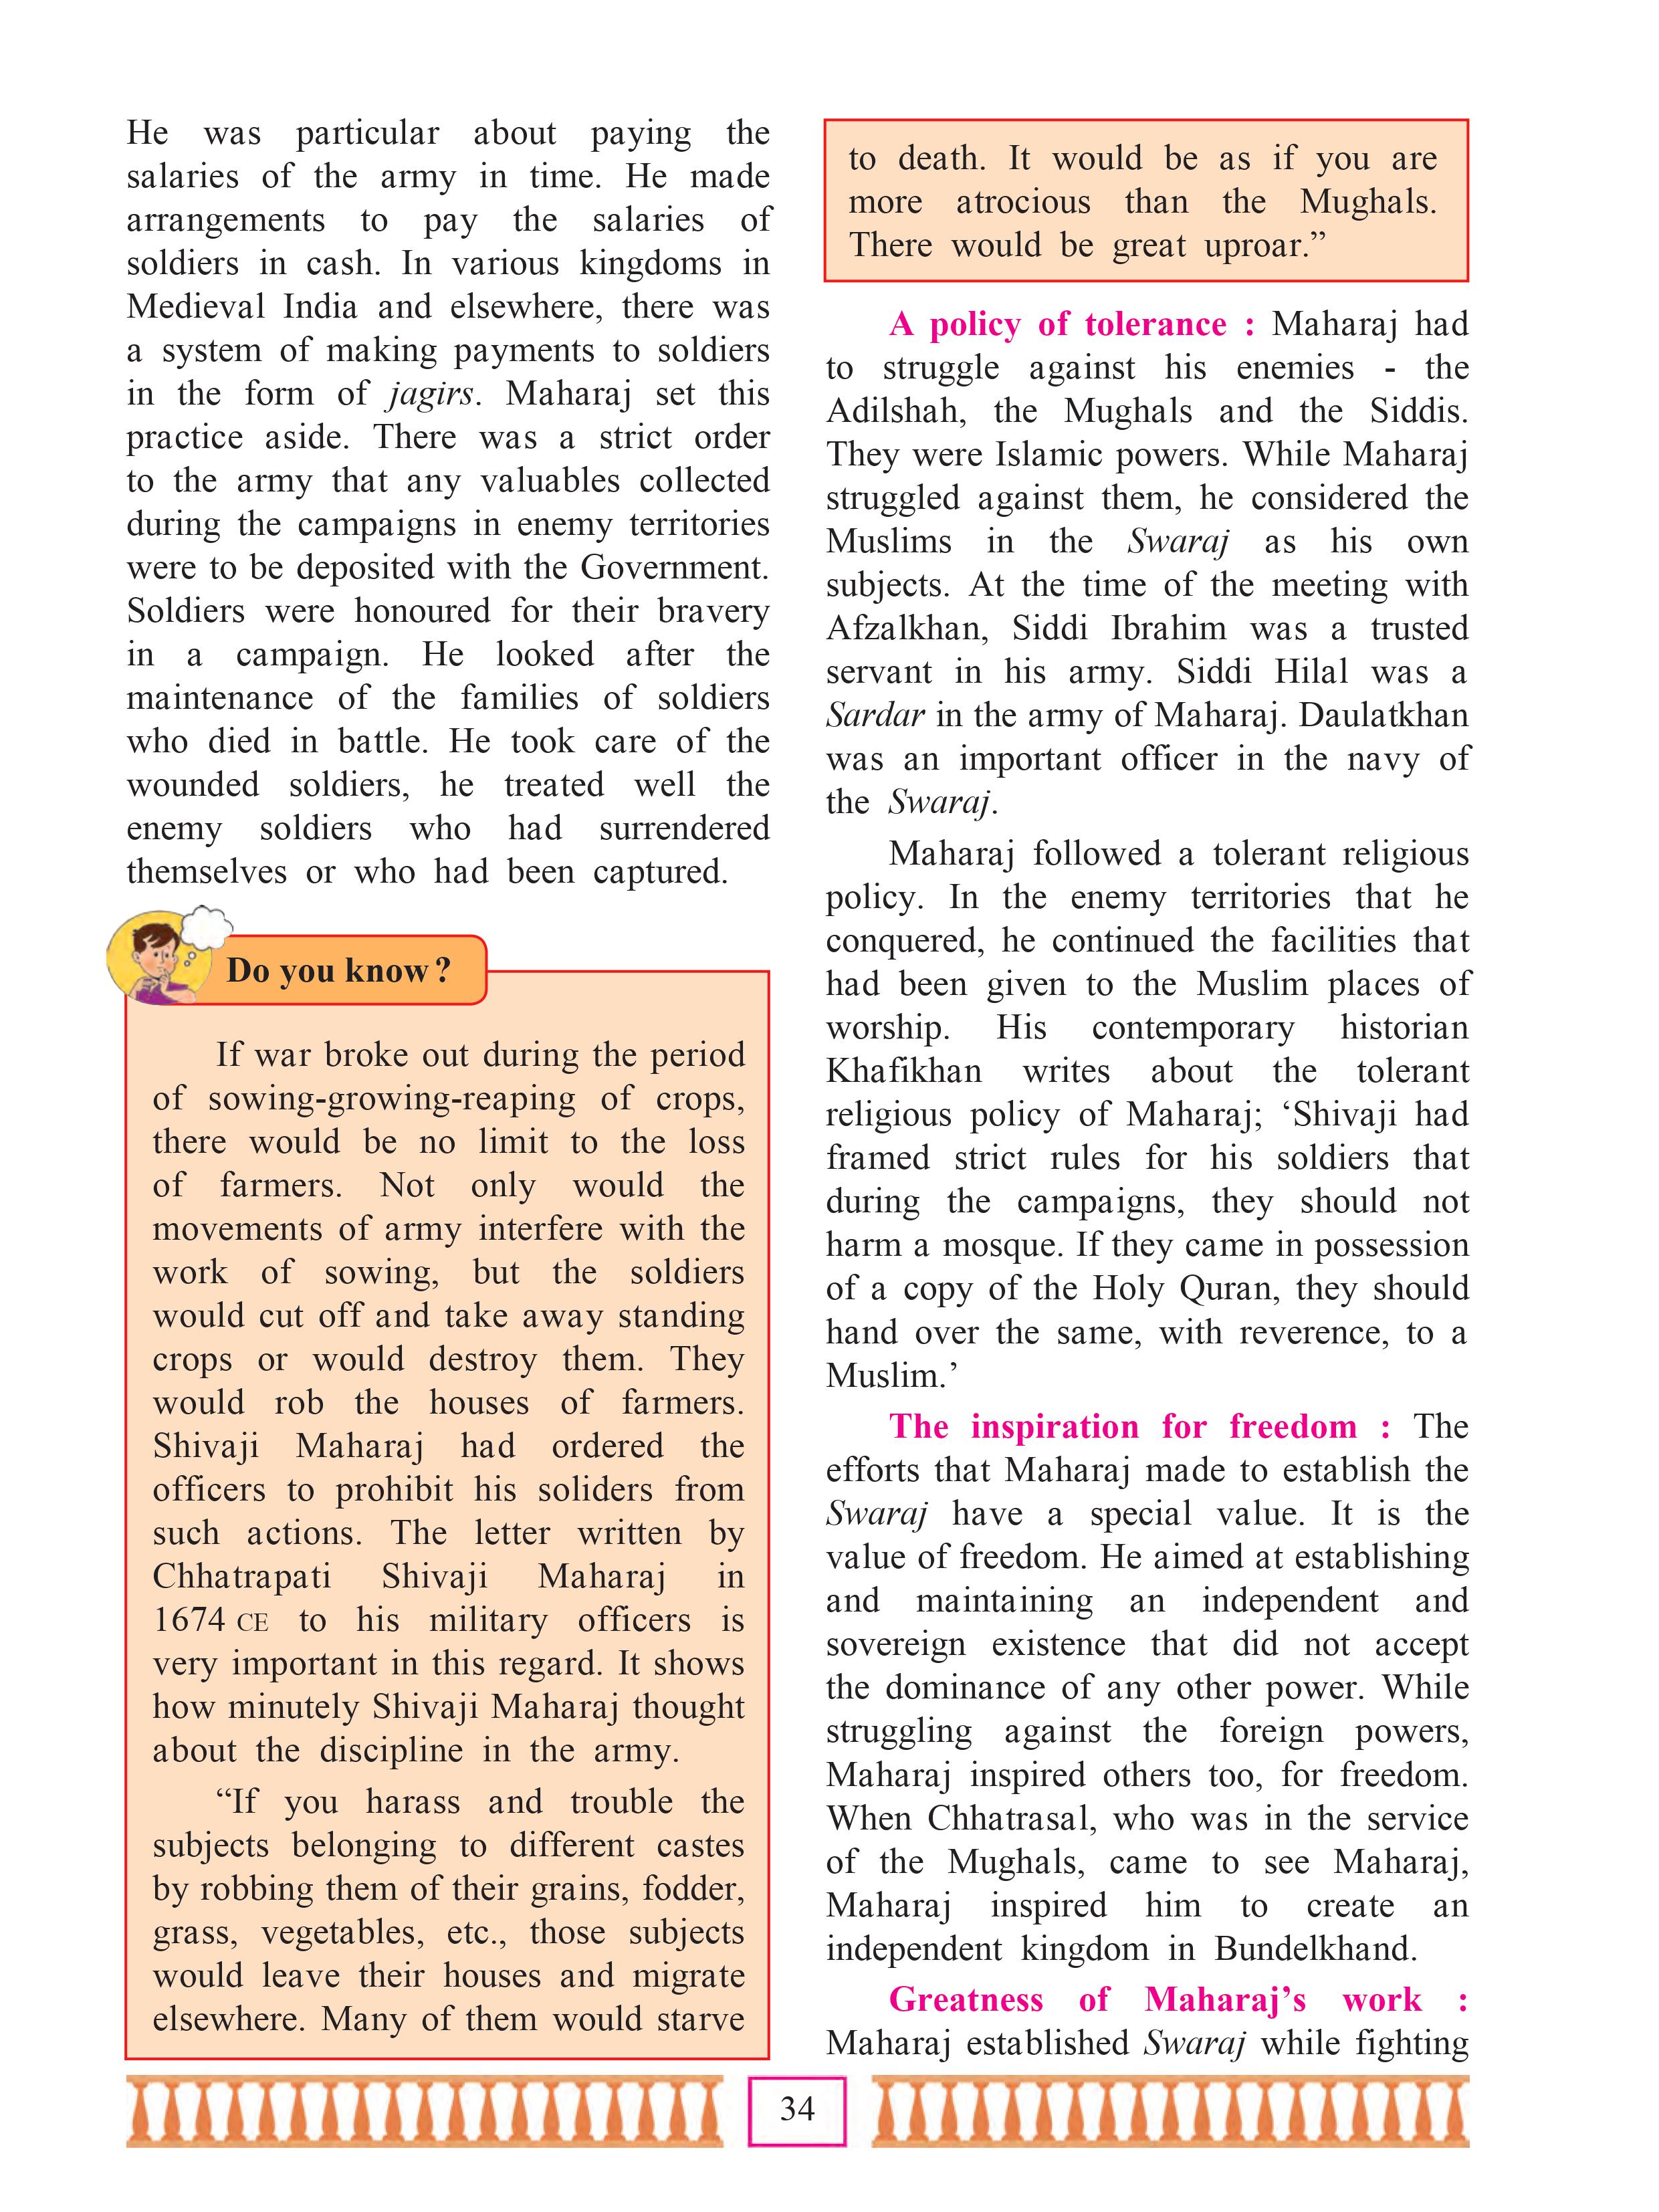 He was particular about paying the
salaries of the army in time. He made
arrangements to pay the salaries of
soldiers in cash. In various kingdoms in
Medieval India and elsewhere, there was
a system of making payments to soldiers
in the form of jagirs. Maharaj set this
practice aside. There was a strict order
to the army that any valuables collected
during the campaigns in enemy territories
were to be deposited with the Government.
Soldiers were honoured for their bravery
in a campaign. He looked after the
maintenance of the families of soldiers
who died in battle. He took care of the
wounded soldiers, he treated well the
enemy soldiers who had surrendered
themselves or who had been captured.
Do you know ?
If war broke out during the period
of sowing-growing-reaping of crops,
there would be no limit to the loss
of farmers. Not only would the
movements of army interfere with the
work of sowing, but the soldiers
would cut off and take away standing
crops or would destroy them. They
would rob the houses of farmers.
Shivaji Maharaj had ordered the
officers to prohibit his soliders from
such actions. The letter written by
Chhatrapati Shivaji Maharaj in
1674 CE to his military officers is
very important in this regard. It shows
how minutely Shivaji Maharaj thought
about the discipline in the army.
“If you harass and trouble the
subjects belonging to different castes
by robbing them of their grains, fodder,
grass, vegetables, etc., those subjects
would leave their houses and migrate
elsewhere. Many of them would starve
to death. It would be as if you are
more atrocious than the Mughals.
There would be great uproar.”
A policy of tolerance : Maharaj had
to struggle against his enemies - the
Adilshah, the Mughals and the Siddis.
They were Islamic powers. While Maharaj
struggled against them, he considered the
Muslims in the Swaraj as his own
subjects. At the time of the meeting with
Afzalkhan, Siddi Ibrahim was a trusted
servant in his army. Siddi Hilal was a
Sardar in the army of Maharaj. Daulatkhan
was an important officer in the navy of
the Swaraj.
Maharaj followed a tolerant religious
policy. In the enemy territories that he
conquered, he continued the facilities that
had been given to the Muslim places of
worship. His contemporary historian
Khafikhan writes about the tolerant
religious policy of Maharaj; ‘Shivaji had
framed strict rules for his soldiers that
during the campaigns, they should not
harm a mosque. If they came in possession
of a copy of the Holy Quran, they should
hand over the same, with reverence, to a
Muslim.’
The inspiration for freedom : The
efforts that Maharaj made to establish the
Swaraj have a special value. It is the
value of freedom. He aimed at establishing
and maintaining an independent and
sovereign existence that did not accept
the dominance of any other power. While
struggling against the foreign powers,
Maharaj inspired others too, for freedom.
When Chhatrasal, who was in the service
of the Mughals, came to see Maharaj,
Maharaj inspired him to create an
independent kingdom in Bundelkhand.
Greatness of Maharaj’s work :
Maharaj established Swaraj while fighting
34